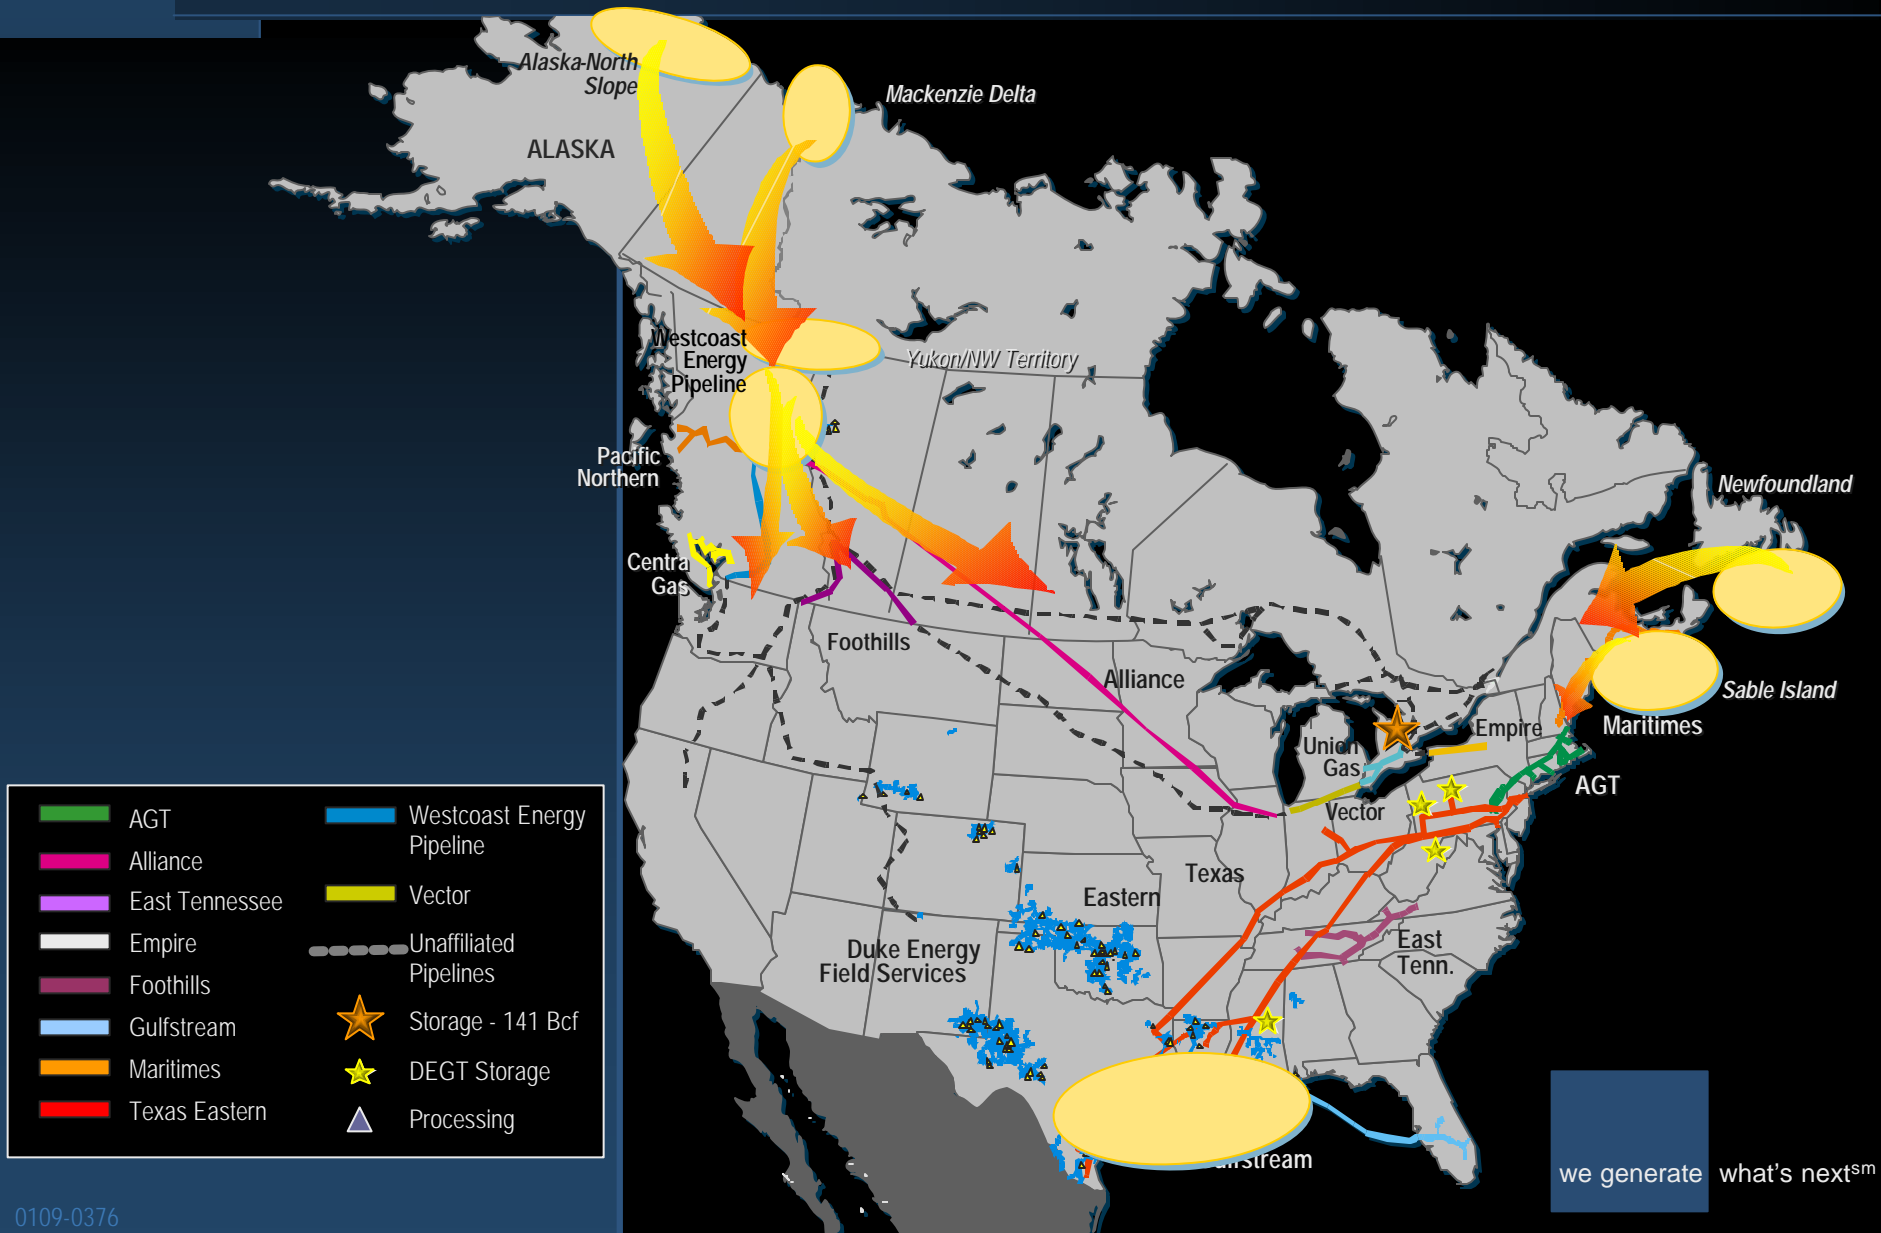 Alaska-North
Slope
Mackenzie Delta
ALASKA
Westcoast
Energy
Pipeline
Yukon/NW Territory
Pacific
Northern
Newfoundland
Centra
Gas
Foothills
Alliance
Sable Island
Maritimes
Empire
Union
Gas
AGT
Vector
Texas
Eastern
East
Tenn.
Duke Energy
Field Services
AGT
Alliance
East Tennessee
Empire
Foothills
Gulfstream
Maritimes
Texas Eastern
Westcoast Energy
Pipeline
Vector
Unaffiliated
Pipelines
Storage - 141 Bcf
DEGT Storage
Processing
we generate what's next℠
0109-0376